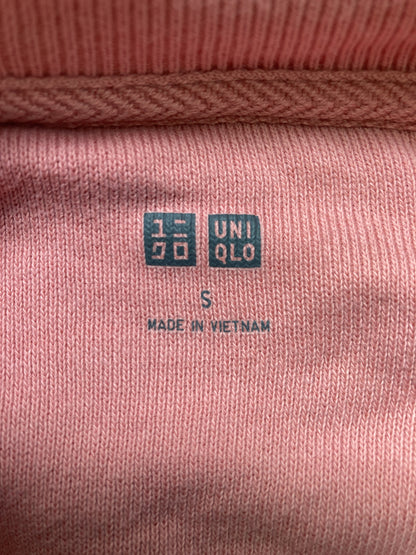 ユニ UNI
クロ QLO
S
MADE IN VIETNAM